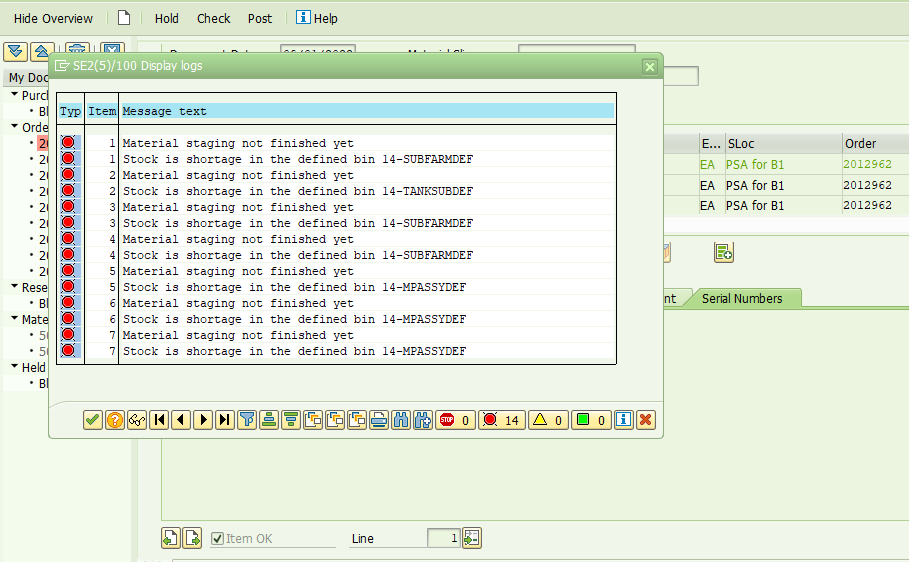 Hide Overview Hold Check Post Help
SE2(5)/100 Display logs
My Doc
Purch
Bl
Orde
Rese
Bl
Mate
Held
Bl
Typ Item Message text
1 Material staging not finished yet
1 Stock is shortage in the defined bin 14-SUBFARMDEF
2 Material staging not finished yet
2 Stock is shortage in the defined bin 14-TANKSUBDEF
3 Material staging not finished yet
3 Stock is shortage in the defined bin 14-SUBFARMDEF
4 Material staging not finished yet
4 Stock is shortage in the defined bin 14-SUBFARMDEF
5 Material staging not finished yet
5 Stock is shortage in the defined bin 14-MPASSYDEF
6 Material staging not finished yet
6 Stock is shortage in the defined bin 14-MPASSYDEF
7 Material staging not finished yet
7 Stock is shortage in the defined bin 14-MPASSYDEF
STOP 0 14 0 0
E... SLoc Order
EA PSA for B1 2012962
EA PSA for B1 2012962
EA PSA for B1 2012962
nt Serial Numbers
Item OK Line 1